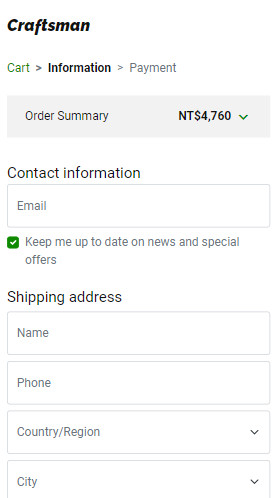 Craftsman
Cart > Information > Payment
Order Summary NT$4,760
Contact information
Email
Keep me up to date on news and special
offers
Shipping address
Name
Phone
Country/Region
City